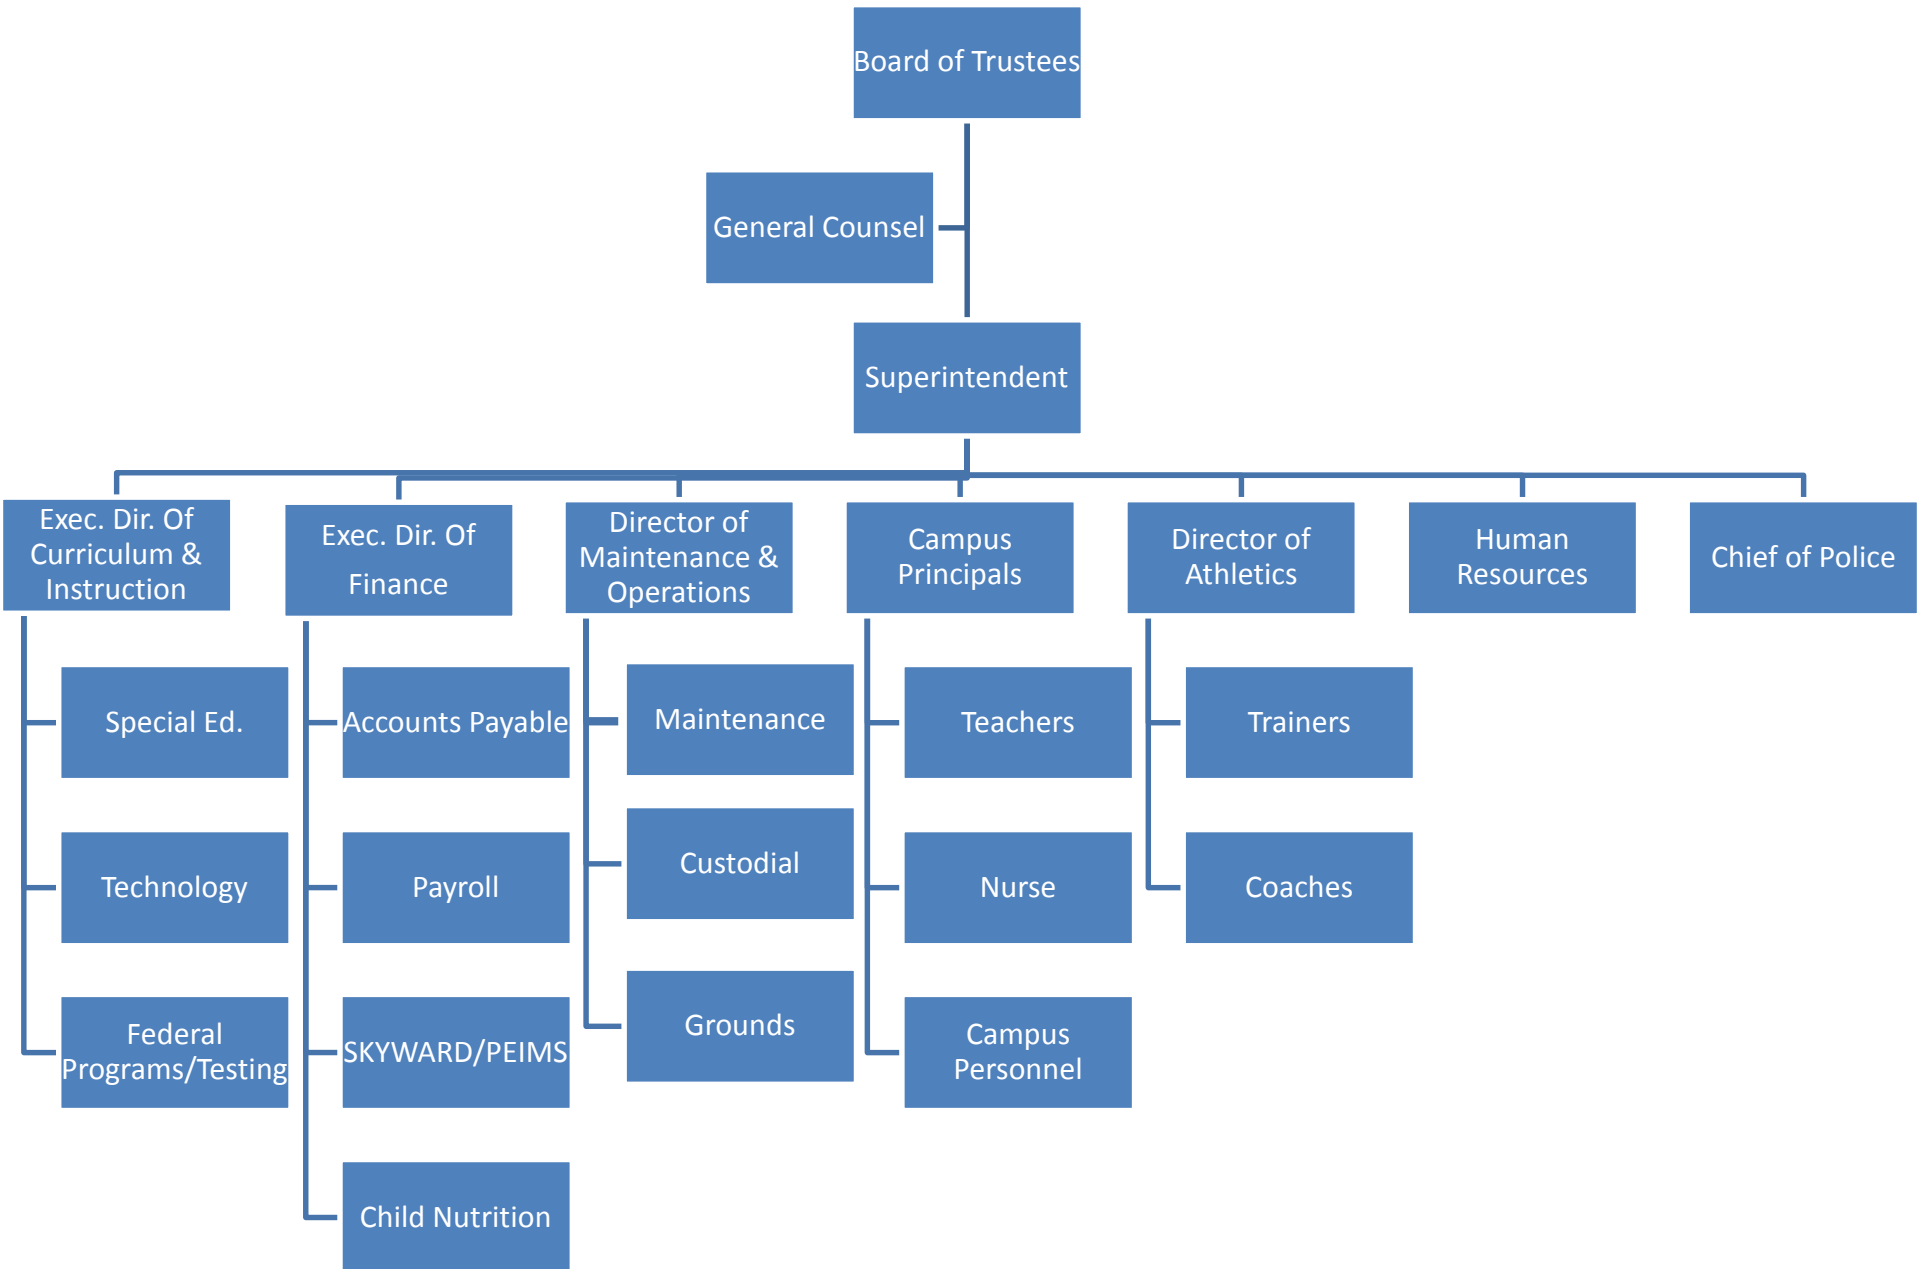 Board of Trustees
General Counsel
Superintendent
Exec. Dir. Of
Curriculum &
Instruction
Special Ed.
Technology
Federal
Programs/Testing
Exec. Dir. Of
Finance
Accounts Payable
Payroll
SKYWARD/PEIMS
Child Nutrition
Director of
Maintenance &
Operations
Maintenance
Custodial
Grounds
Campus
Principals
Teachers
Nurse
Campus
Personnel
Director of
Athletics
Trainers
Coaches
Human
Resources
Chief of Police